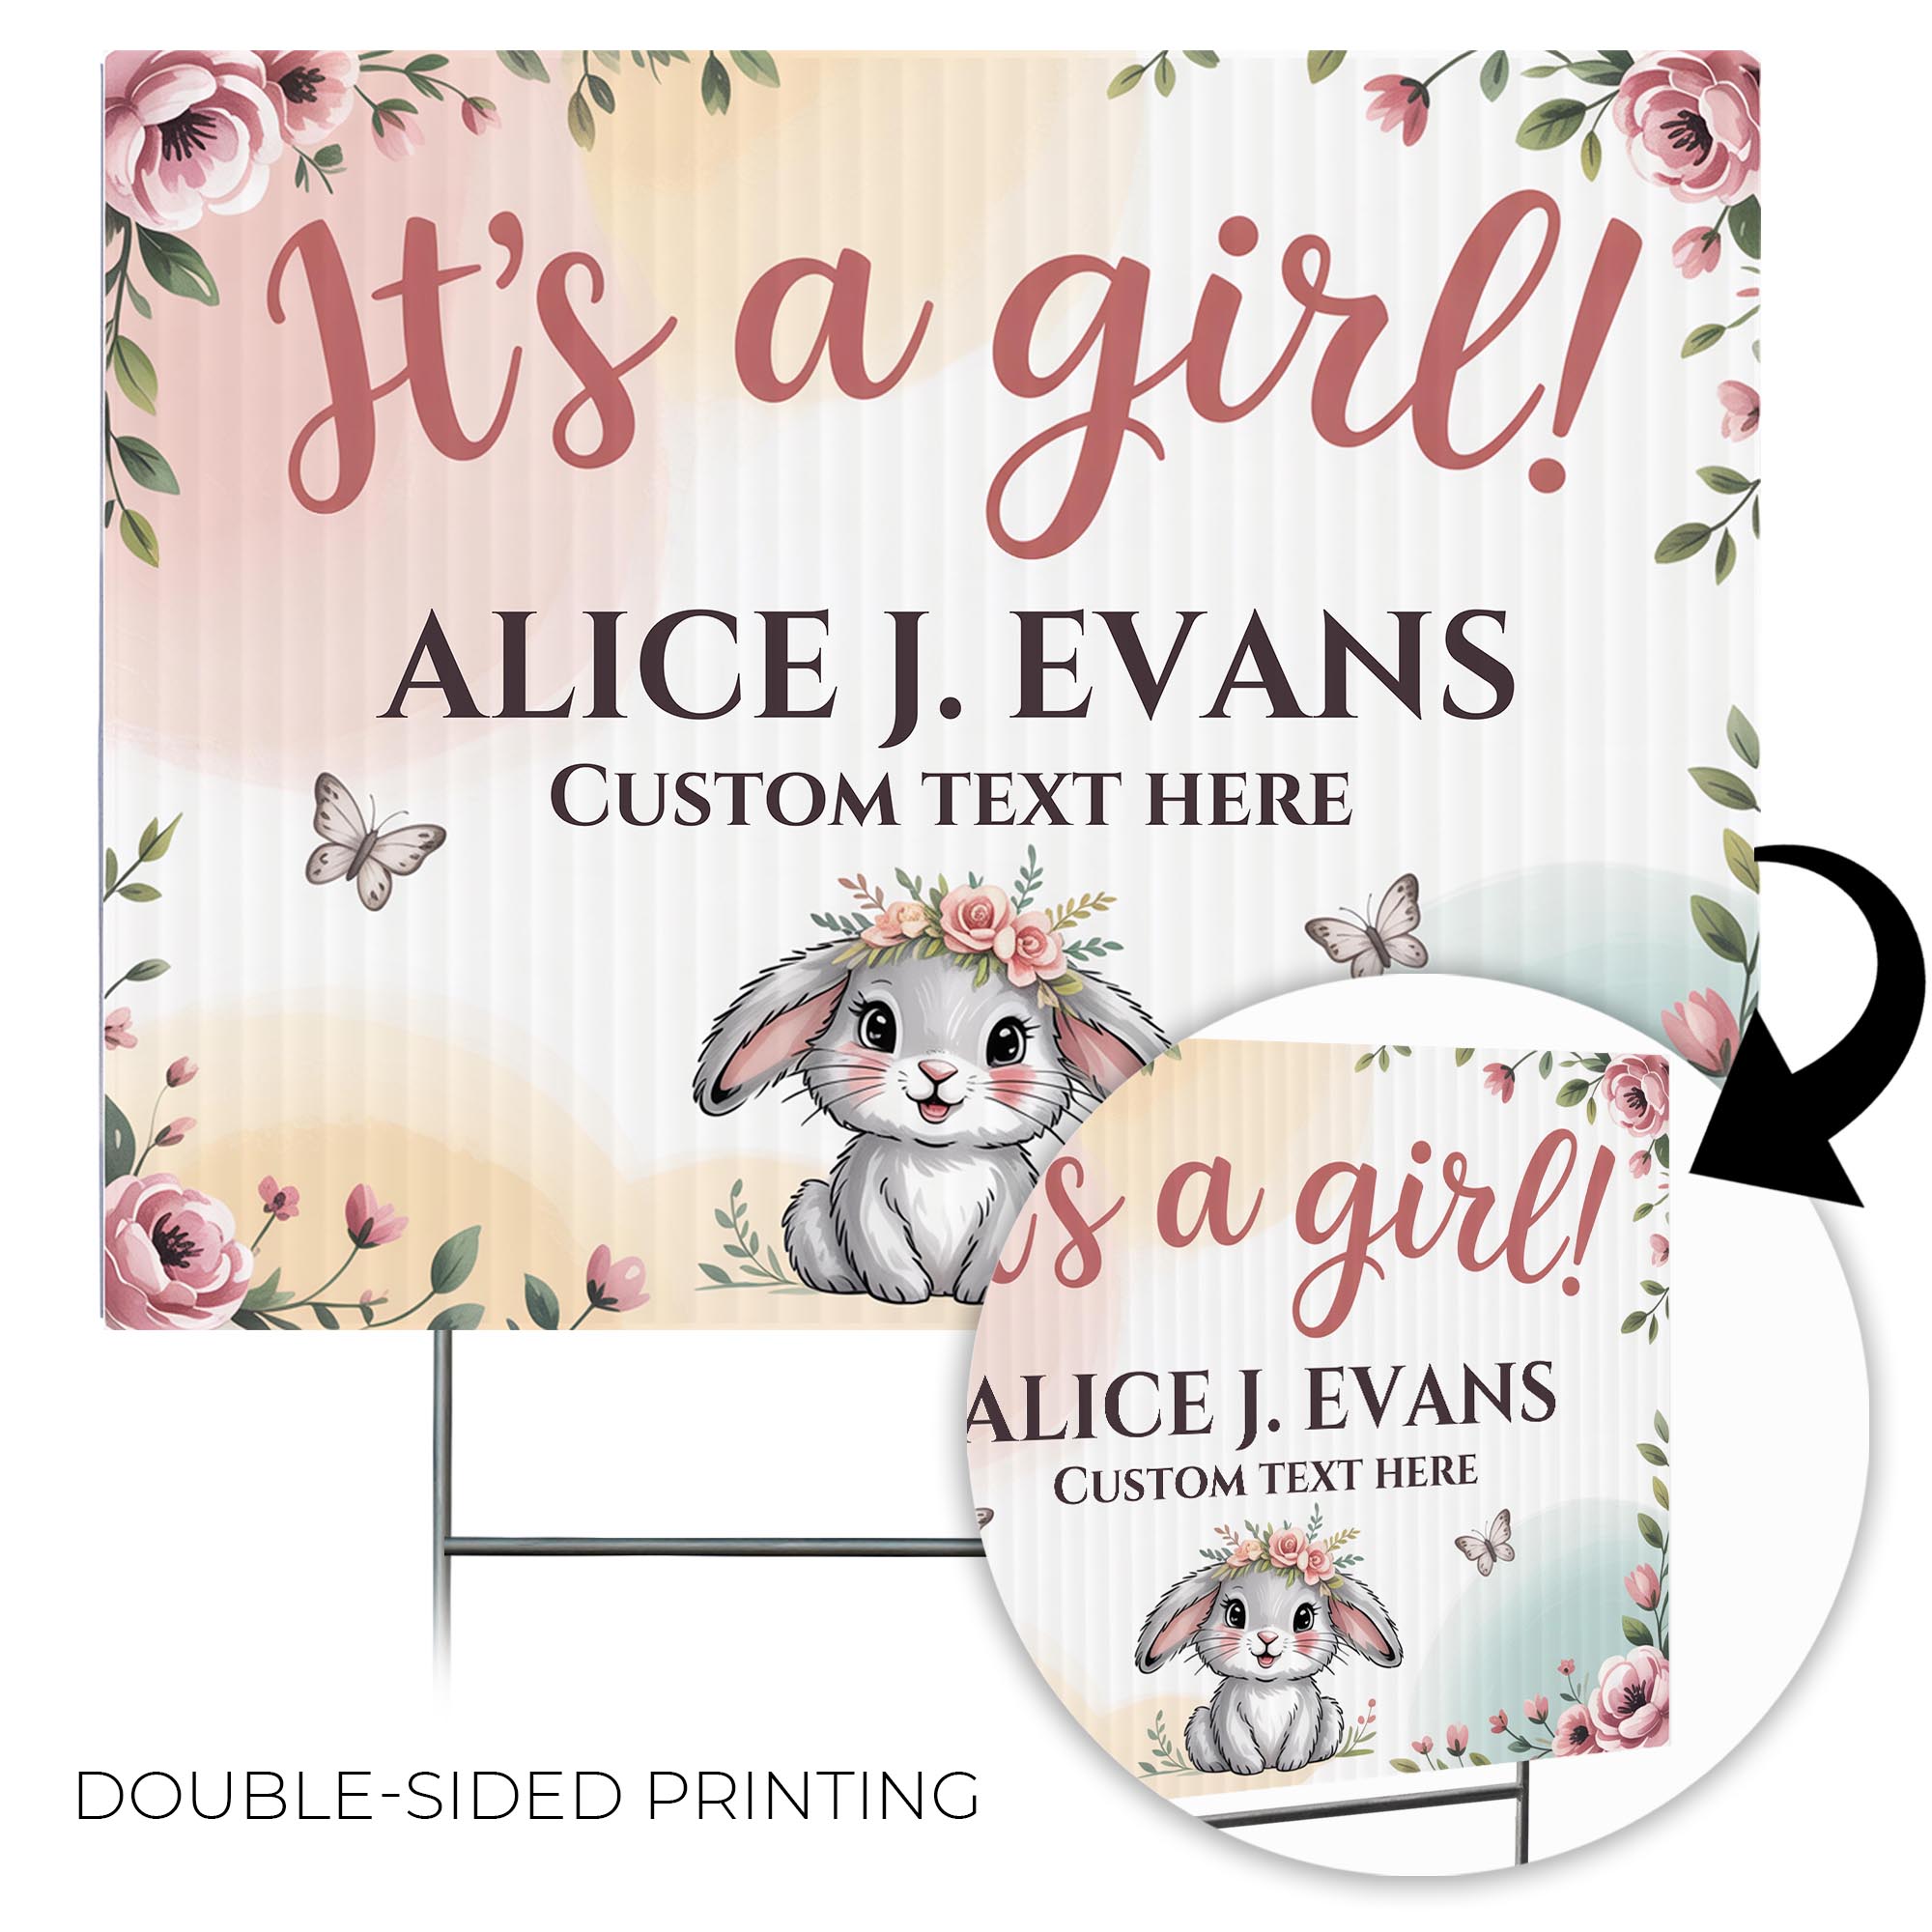 It's a girl!
ALICE J. EVANS
CUSTOM TEXT HERE
's a girl!
ALICE J. EVANS
CUSTOM TEXT HERE
DOUBLE-SIDED PRINTING